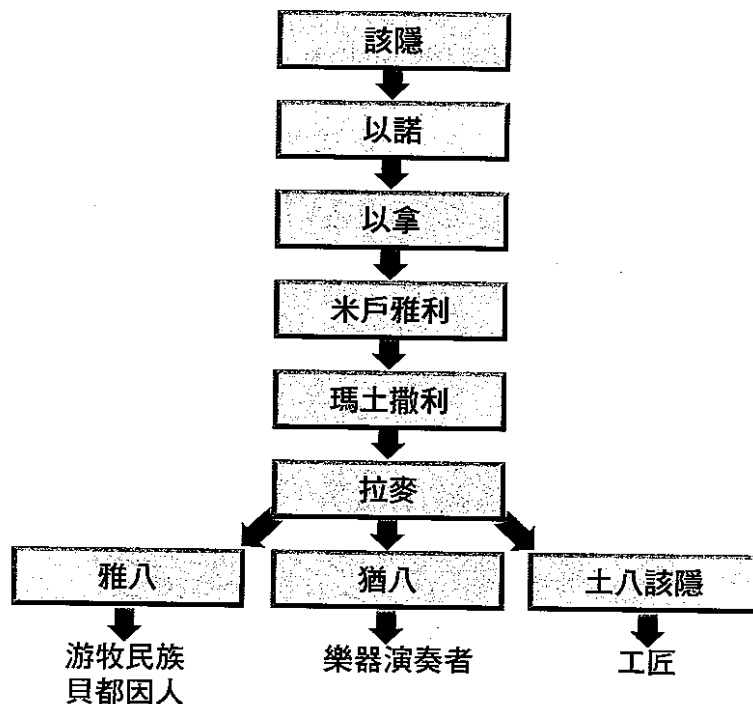 該隱
以諾
以拿
米戶雅利
瑪土撒利
拉麥
雅八
猶八
土八該隱
游牧民族
貝都因人
樂器演奏者
工匠